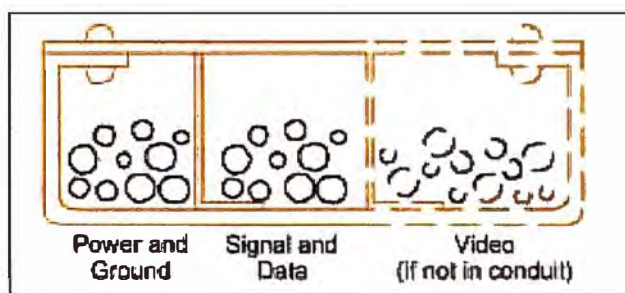 Power and
Ground
Signal and
Data
Video
(if not in conduit)